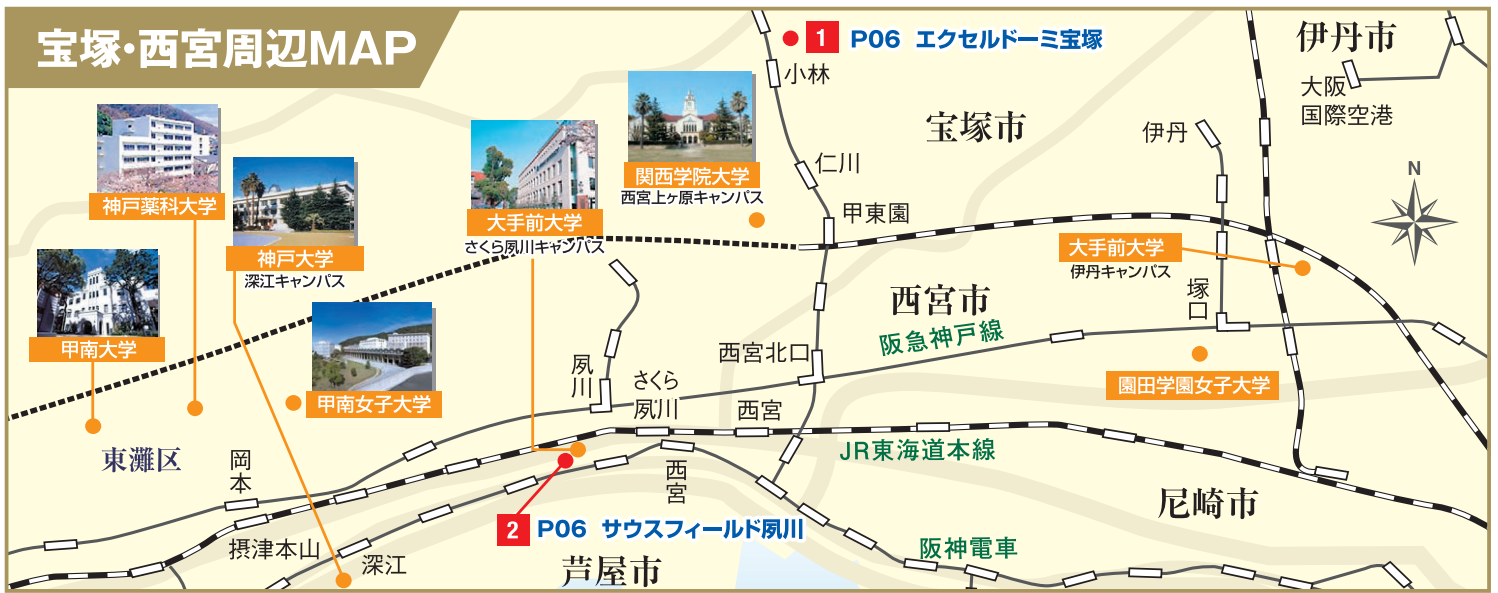 宝塚・西宮周辺MAP
1 P06 エクセルドーミ宝塚
小林
伊丹市
大阪
国際空港
宝塚市
伊丹
仁川
関西学院大学
西宮上ヶ原キャンパス
甲東園
N
神戸薬科大学
大手前大学
さくら夙川キャンパス
神戸大学
深江キャンパス
大手前大学
伊丹キャンパス
西宮市
塚口
阪急神戸線
甲南大学
西宮北口
夙川
さくら
夙川
西宮
園田学園女子大学
甲南女子大学
JR東海道本線
東灘区
岡本
西宮
尼崎市
2 P06 サウスフィールド夙川
摂津本山
深江
芦屋市
阪神電車